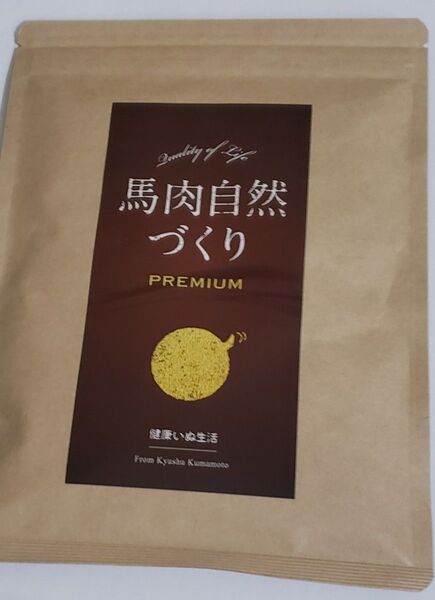 Quality of Life
馬肉自然
づくり
PREMIUM
健康いぬ生活
From Kyushu Kumamoto